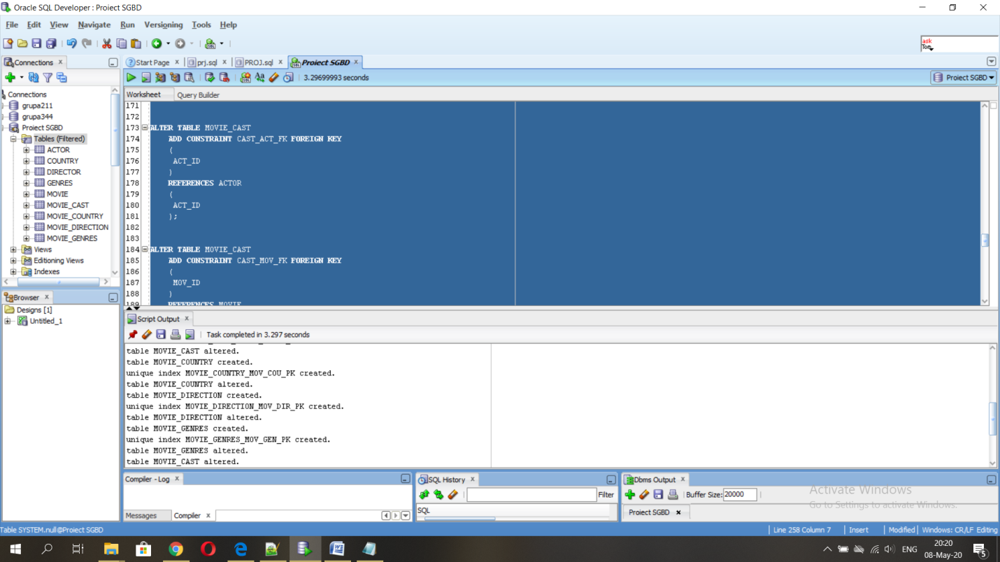 Oracle SQL Developer : Proiect SGBD
File Edit View Navigate Run Versioning Tools Help
ask
Tom
Connections
Start Page
prj.sql
PROJ.sql
Proiect SGBD
3.29699993 seconds
Proiect SGBD
Worksheet
Query Builder
Connections
grupa211
grupa344
Proiect SGBD
Tables (Filtered)
ACTOR
COUNTRY
DIRECTOR
GENRES
MOVIE
MOVIE_CAST
MOVIE_COUNTRY
MOVIE_DIRECTION
MOVIE_GENRES
Views
Editioning Views
Indexes
171
172
173 ALTER TABLE MOVIE_CAST
174 ADD CONSTRAINT CAST_ACT_FK FOREIGN KEY
175 (
176 ACT_ID
177 )
178 REFERENCES ACTOR
179 (
180 ACT_ID
181 );
182
183
184 ALTER TABLE MOVIE_CAST
185 ADD CONSTRAINT CAST_MOV_FK FOREIGN KEY
186 (
187 MOV_ID
188 )
189 REFERENCES MOVIE
Browser
Designs [1]
Untitled_1
Script Output
Task completed in 3.297 seconds
table MOVIE_CAST altered.
table MOVIE_COUNTRY created.
unique index MOVIE_COUNTRY_MOV_COU_PK created.
table MOVIE_COUNTRY altered.
table MOVIE_DIRECTION created.
unique index MOVIE_DIRECTION_MOV_DIR_PK created.
table MOVIE_DIRECTION altered.
table MOVIE_GENRES created.
unique index MOVIE_GENRES_MOV_GEN_PK created.
table MOVIE_GENRES altered.
table MOVIE_CAST altered.
Compiler - Log
Messages
Compiler
SQL History
Filter
SQL
Dbms Output
Buffer Size: 20000
Proiect SGBD
Activate Windows
Go to Settings to activate Windows.
Table SYSTEM.null@Proiect SGBD
Line 258 Column 7
Insert
Modified
Windows: CR/LF Editing
ENG
20:20
08-May-20
5